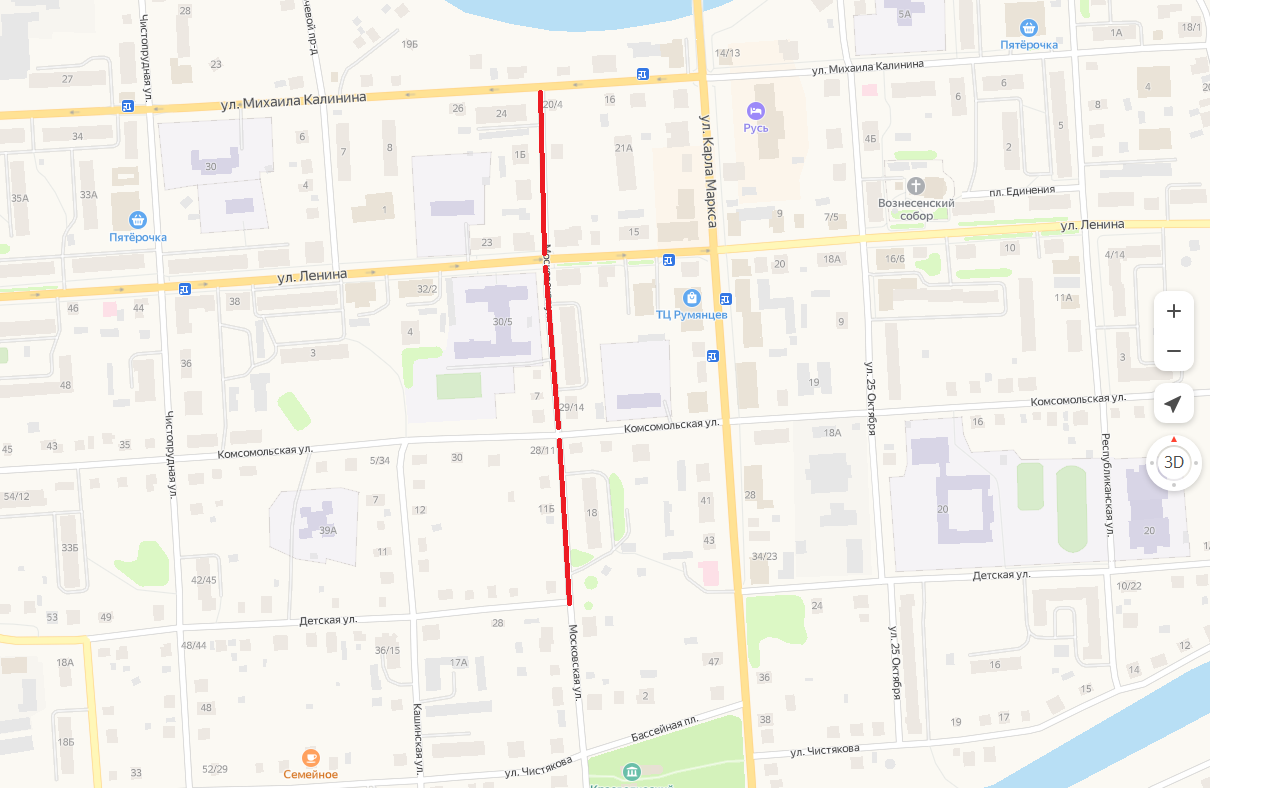 28
5А
18/1
Чистопрудная ул.
19Б
14/13
Пятёрочка
1А
23
27
ул. Михаила Калинина
ул. Михаила Калинина
26
24
20/4
16
6
6
8
4
5
34
6
7
8
1Б
21А
ул. Карла Маркса
Русь
4Б
2
30
35А
33А
4
1
Вознесенский
собор
пл. Единения
Пятёрочка
23
15
9
7/5
ул. Ленина
ул. Ленина
10
4/14
20
18А
16/6
32/2
46
44
38
30/5
ТЦ Румянцев
11А
9
4
3
3
36
48
7
29/14
19
ул. 25 Октября
Комсомольская ул.
Чистопрудная ул.
Комсомольская ул.
18А
16
45
43
35
Комсомольская ул.
5/34
30
28/11
3D
Республиканская ул.
54/12
7
12
11Б
18
41
28
20
20
39А
33Б
11
43
34/23
42/45
Детская ул.
10/22
53
49
Детская ул.
28
24
Московская ул.
ул. 25 Октября
48/44
36/15
12
18А
17А
47
16
14
36
15
2
48
Кашинская ул.
Бассейная пл.
38
19
17
18Б
33
52/29
Семейное
ул. Чистякова
ул. Чистякова